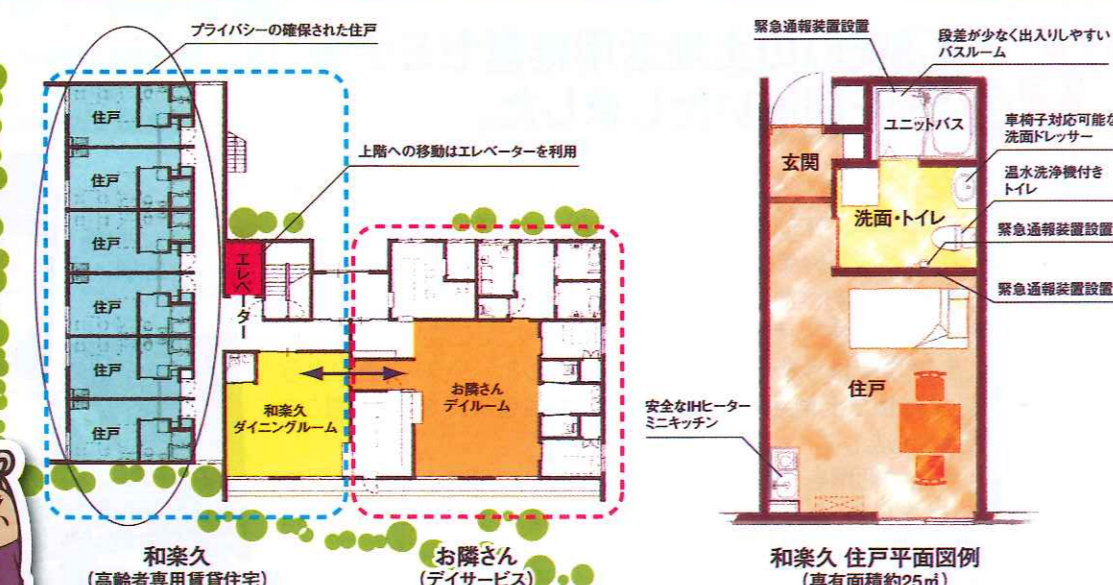 プライバシーの確保された住戸
住戸
住戸
住戸
住戸
住戸
住戸
上階への移動はエレベーターを利用
エレベーター
和楽久
ダイニングルーム
お隣さん
デイルーム
和楽久
(高齢者専用賃貸住宅)
お隣さん
(デイサービス)
緊急通報装置設置
段差が少なく出入りしやすい
バスルーム
ユニットバス
車椅子対応可能な
洗面ドレッサー
玄関
温水洗浄機付き
トイレ
洗面・トイレ
緊急通報装置設置
緊急通報装置設置
住戸
安全なIHヒーター
ミニキッチン
和楽久 住戸平面図例
(専有面積約25㎡)